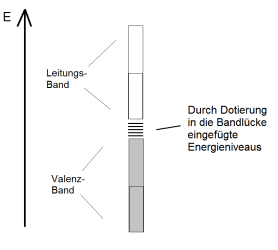 E
Leitungs-
Band
Durch Dotierung
in die Bandlücke
eingefügte
Energieniveaus
Valenz-
Band